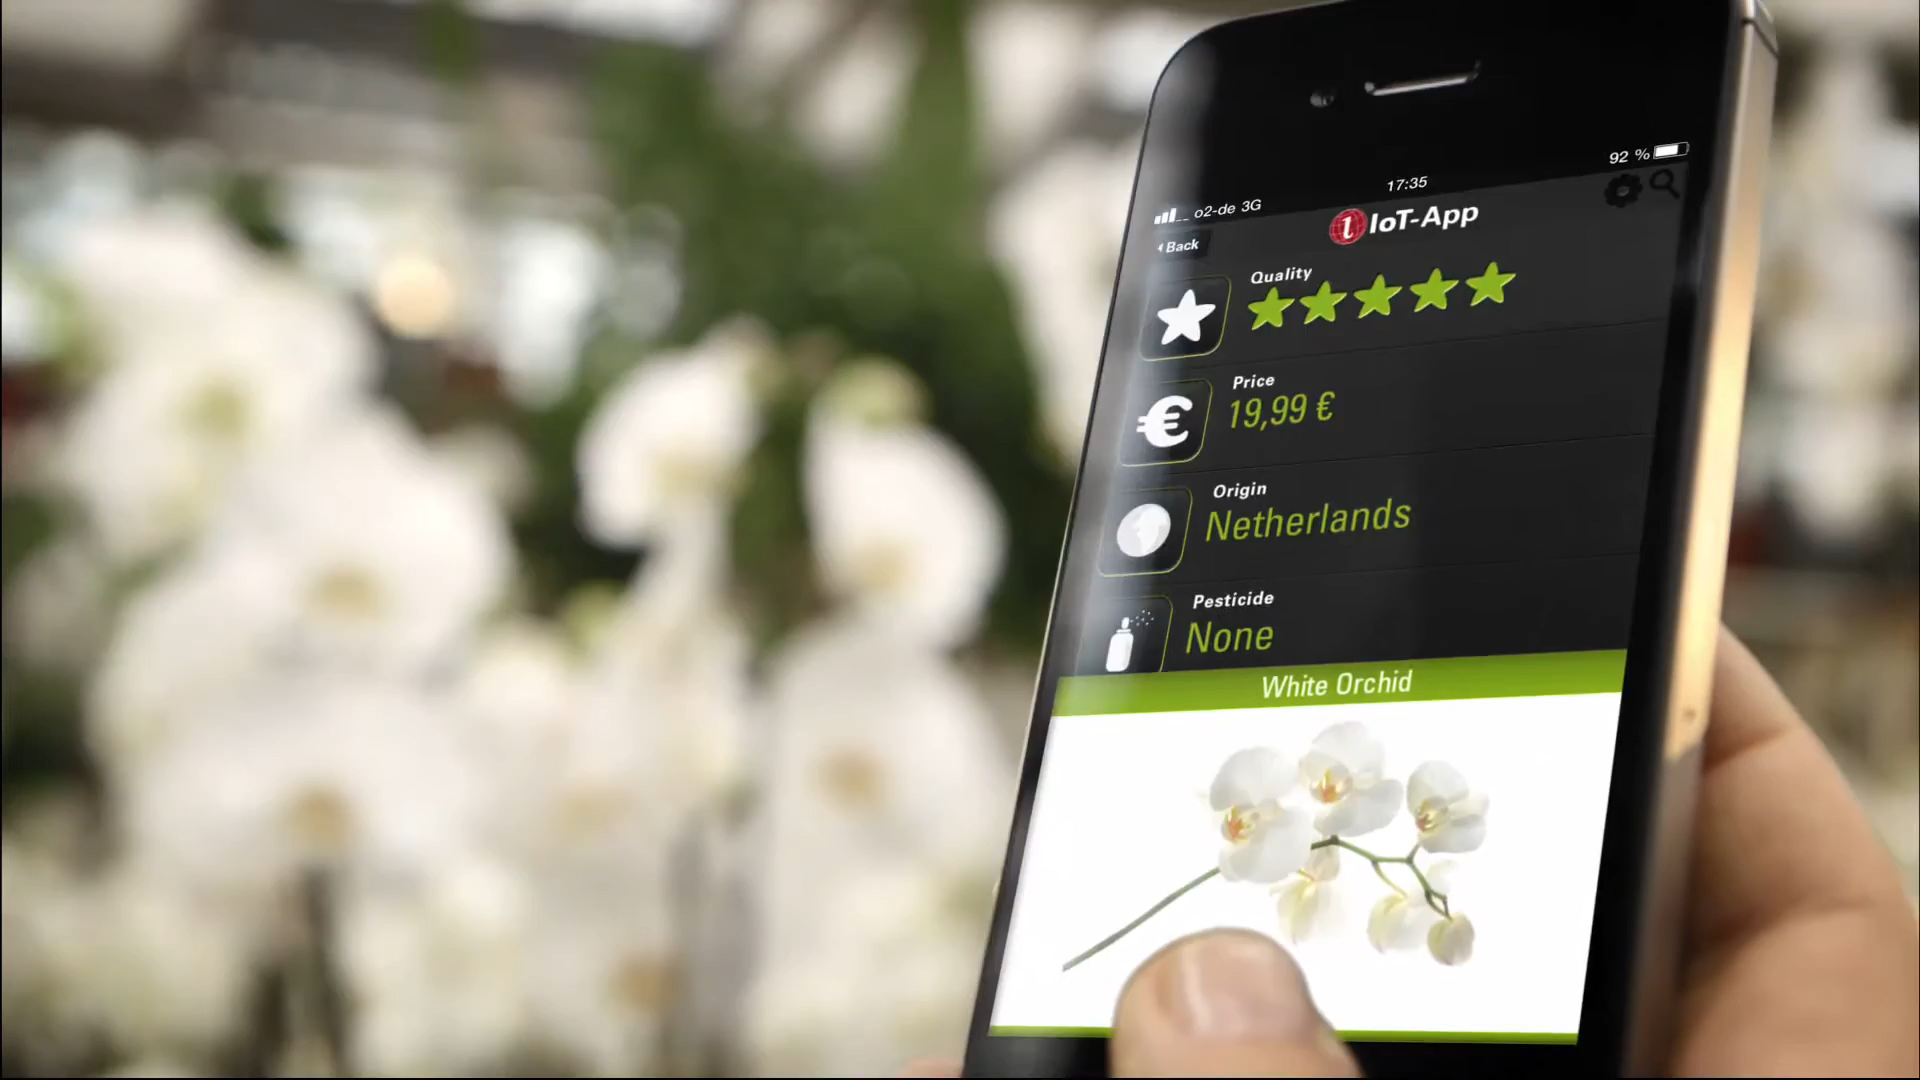 o2-de 3G
17:35
92 %
Back
IoT-App
Quality
Price
19,99 €
Origin
Netherlands
Pesticide
None
White Orchid